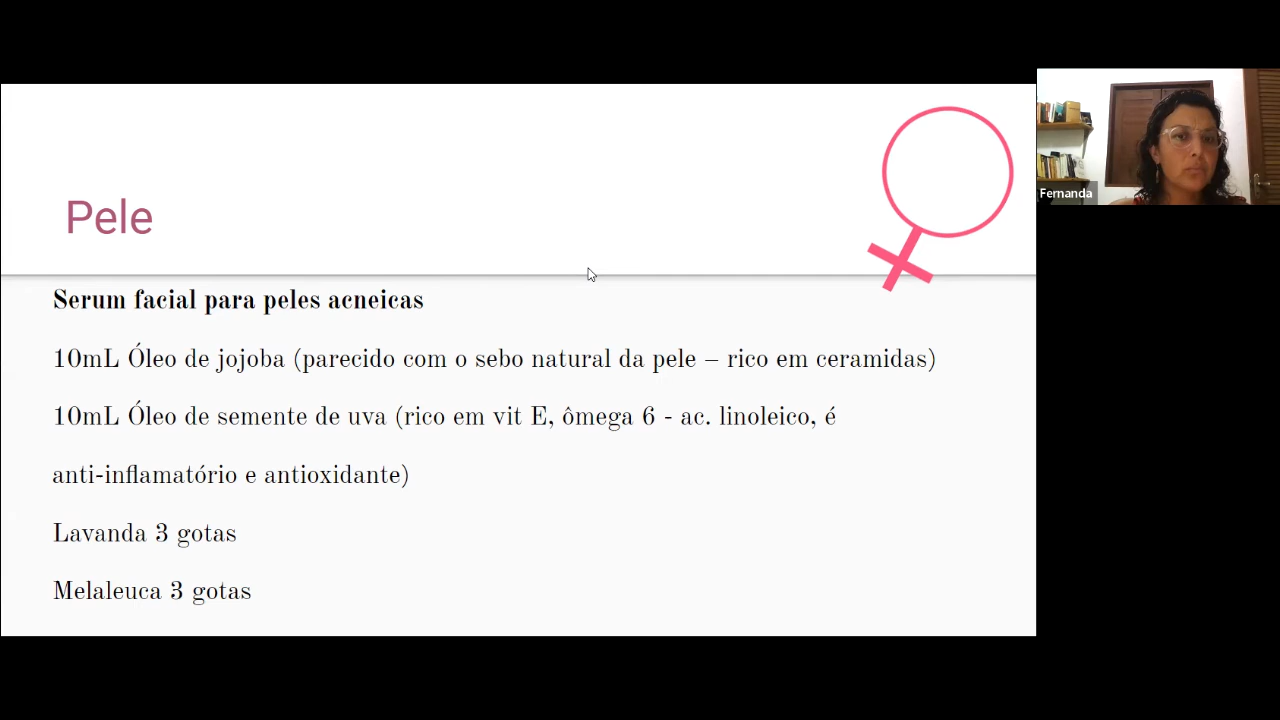 Pele
Serum facial para peles acneicas
10mL Óleo de jojoba (parecido com o sebo natural da pele – rico em ceramidas)
10mL Óleo de semente de uva (rico em vit E, ômega 6 - ac. linoleico, é
anti-inflamatório e antioxidante)
Lavanda 3 gotas
Melaleuca 3 gotas
Fernanda